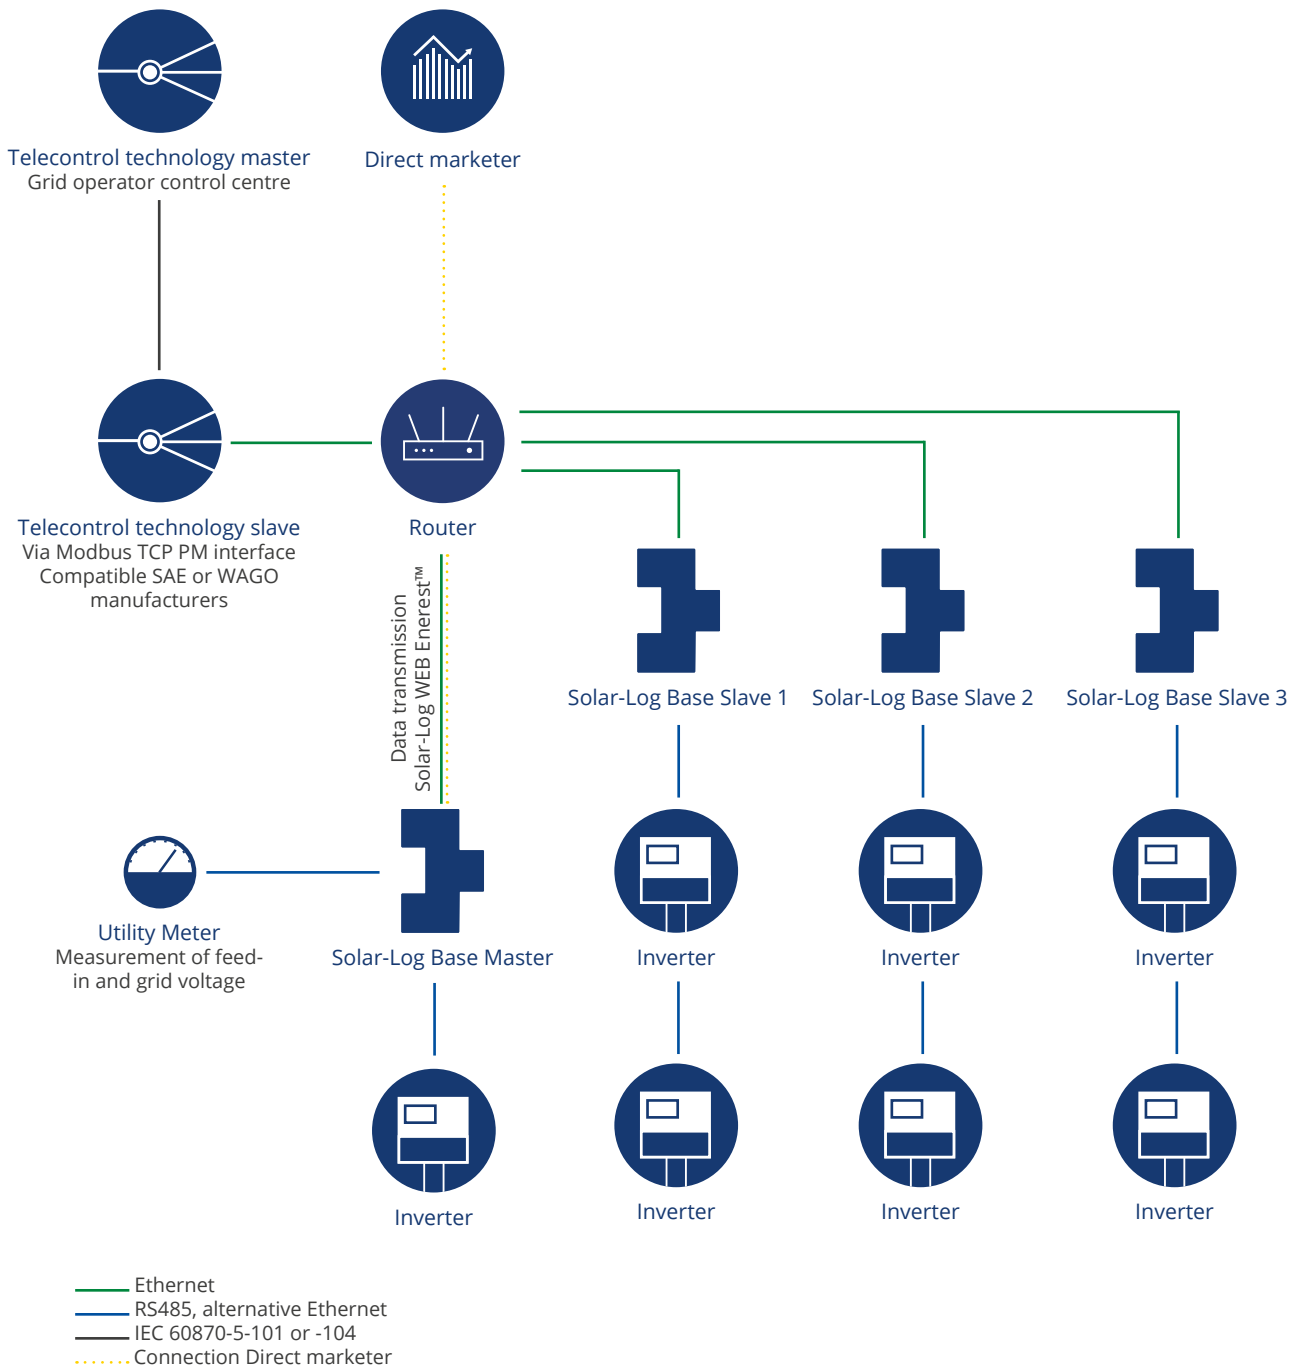 Telecontrol technology master
Grid operator control centre
Direct marketer
Telecontrol technology slave
Via Modbus TCP PM interface
Compatible SAE or WAGO
manufacturers
Router
Data transmission
Solar-Log WEB Enerest™
Solar-Log Base Slave 1
Solar-Log Base Slave 2
Solar-Log Base Slave 3
Utility Meter
Measurement of feed-
in and grid voltage
Solar-Log Base Master
Inverter
Inverter
Inverter
Inverter
Inverter
Inverter
Inverter
Ethernet
RS485, alternative Ethernet
IEC 60870-5-101 or -104
Connection Direct marketer